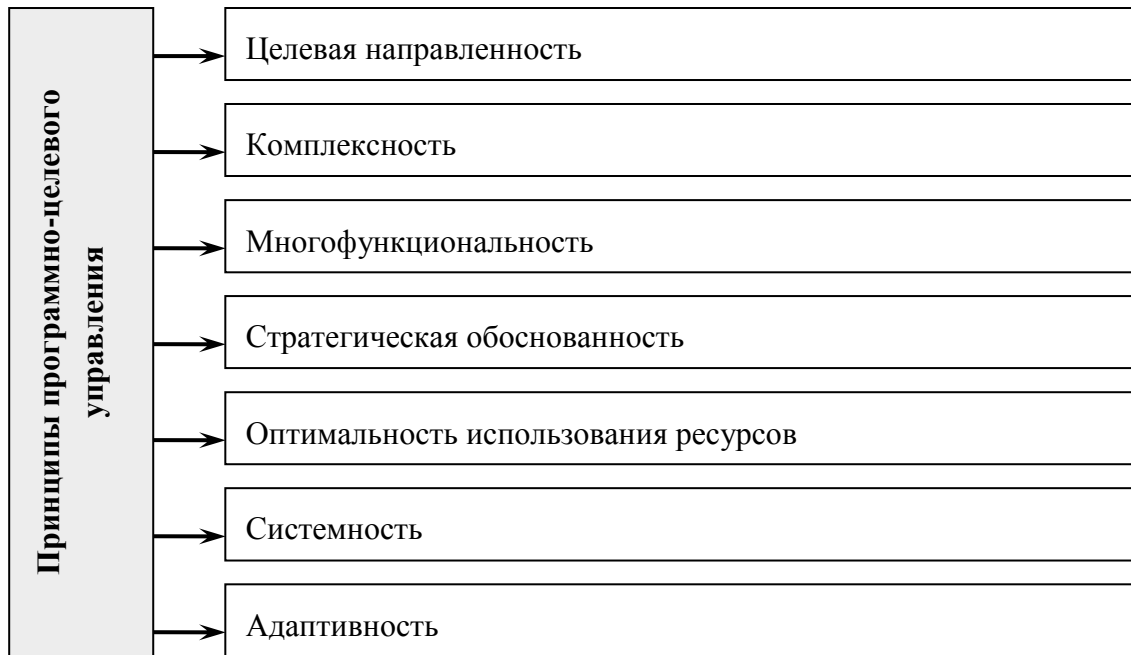 Принципы программно-целевого
управления
Целевая направленность
Комплексность
Многофункциональность
Стратегическая обоснованность
Оптимальность использования ресурсов
Системность
Адаптивность